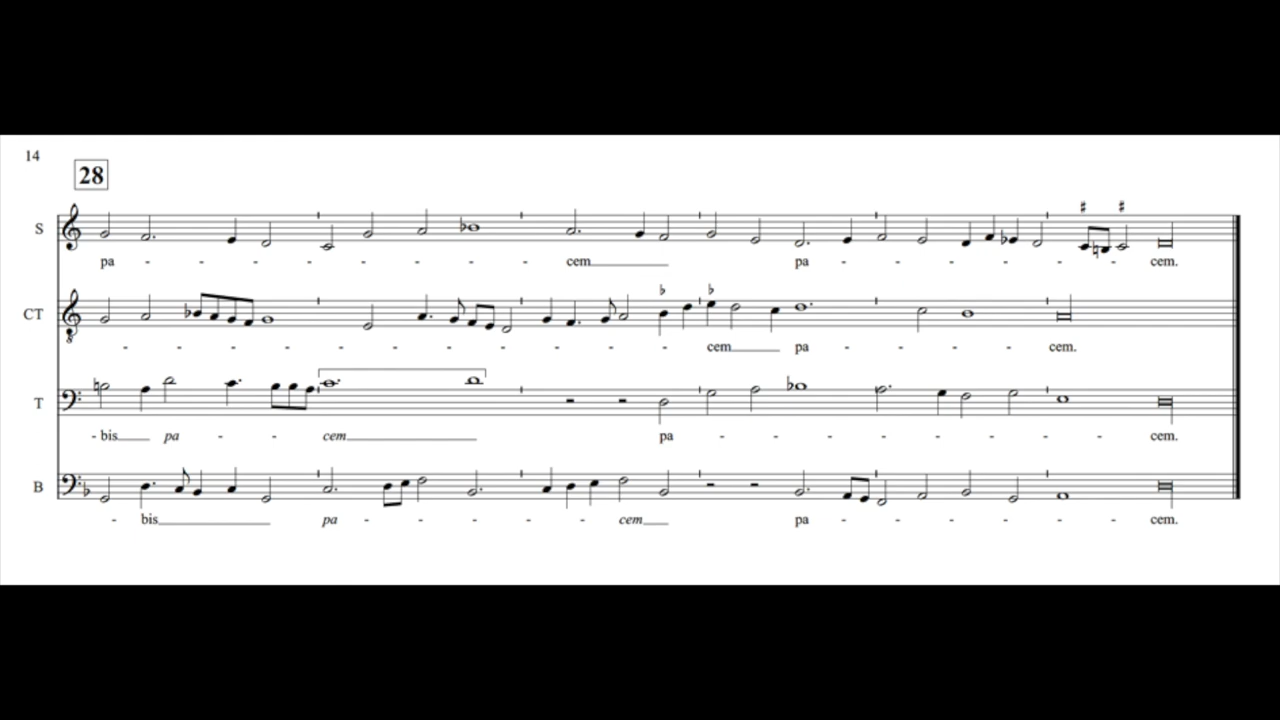 14
28
S
pa - - - - - - - - cem pa - - - - - - cem.
CT
- - - - - - - - - cem pa - - - cem.
T
- bis pa - - cem pa - - - - - - - - cem.
B
- bis pa - - - - - cem pa - - - - - - cem.